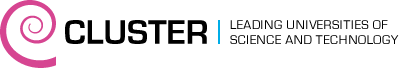 CLUSTER
LEADING UNIVERSITIES OF
SCIENCE AND TECHNOLOGY